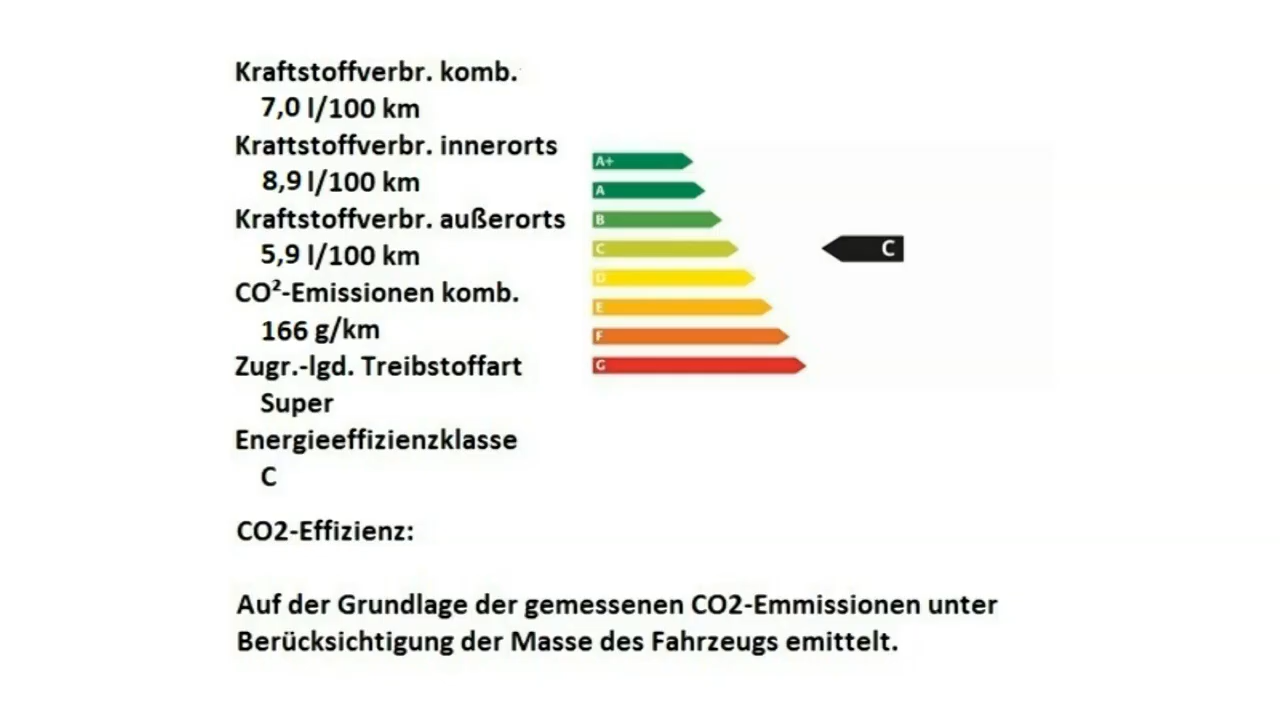 Kraftstoffverbr. komb.
7,0 l/100 km
Krattstoffverbr. innerorts
8,9 l/100 km
Kraftstoffverbr. außerorts
5,9 l/100 km
CO²-Emissionen komb.
166 g/km
Zugr.-lgd. Treibstoffart
Super
Energieeffizienzklasse
C
A+
A
B
C
D
E
F
G
C
CO2-Effizienz:
Auf der Grundlage der gemessenen CO2-Emmissionen unter
Berücksichtigung der Masse des Fahrzeugs emittelt.